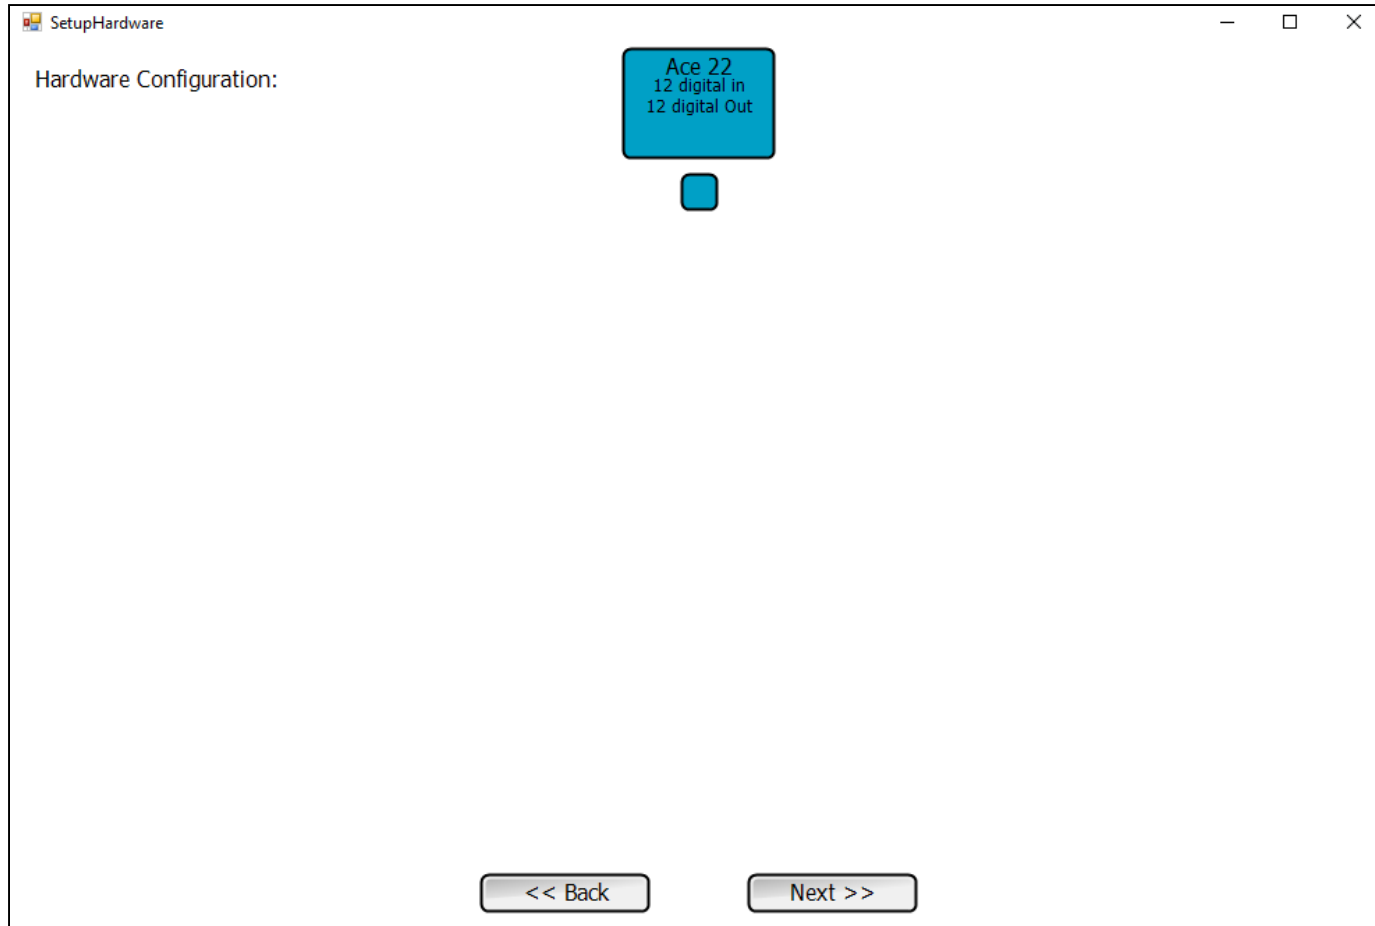 SetupHardware
Hardware Configuration:
Ace 22
12 digital in
12 digital Out
<< Back
Next >>